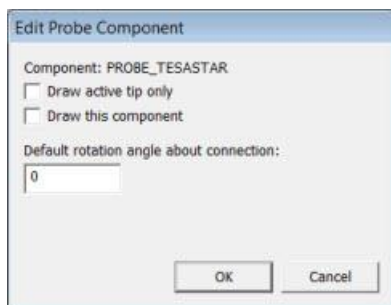 Edit Probe Component
Component: PROBE_TESASTAR
Draw active tip only
Draw this component
Default rotation angle about connection:
0
OK Cancel